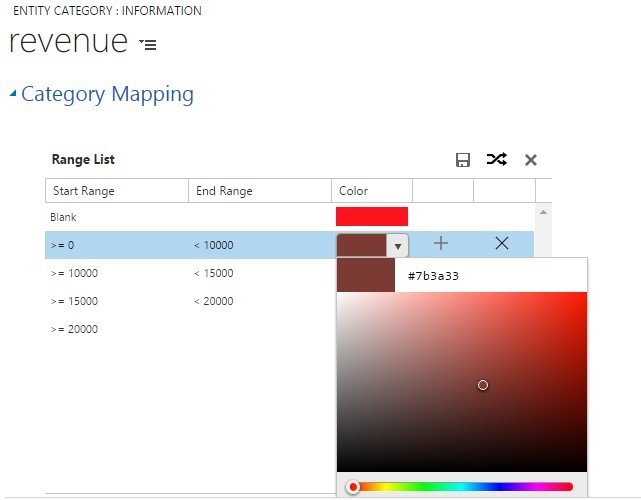 ENTITY CATEGORY : INFORMATION
revenue
Category Mapping
Range List
Start Range End Range Color
Blank
>= 0 < 10000
#7b3a33
>= 10000 < 15000
>= 15000 < 20000
>= 20000